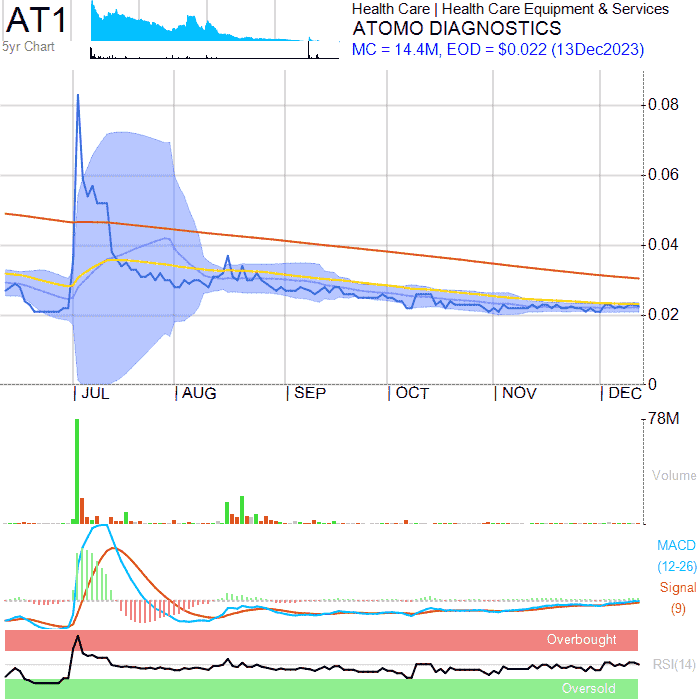 AT1
5yr Chart
Health Care | Health Care Equipment & Services
ATOMO DIAGNOSTICS
MC = 14.4M, EOD = $0.022 (13Dec2023)
0.08
0.06
0.04
0.02
0
| JUL | AUG | SEP | OCT | NOV | DEC
78M
Volume
MACD
(12-26)
Signal
(9)
Overbought
RSI(14)
Oversold